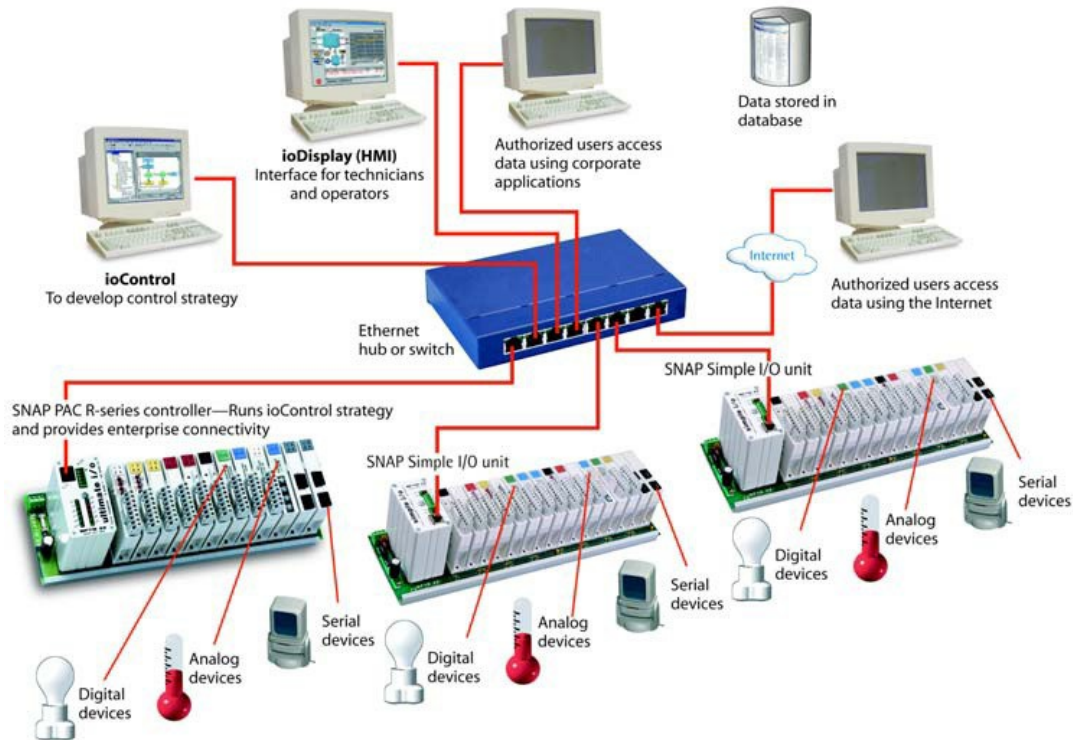 Data stored in
database
ioDisplay (HMI)
Interface for technicians
and operators
Authorized users access
data using corporate
applications
ioControl
To develop control strategy
Internet
Authorized users access
data using the Internet
Ethernet
hub or switch
SNAP Simple I/O unit
SNAP PAC R-series controller—Runs ioControl strategy
and provides enterprise connectivity
SNAP Simple I/O unit
ultimate I/O
Serial
devices
Analog
devices
Digital
devices
Serial
devices
Analog
devices
Digital
devices
Serial
devices
Analog
devices
Digital
devices